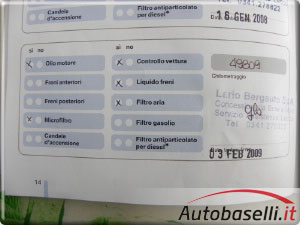 Candele
d'accensione
Filtro antiparticolato
per diesel*
16 GEN 2008
si no
si no
Olio motore
Controllo vetture
49809
Chilometraggio
Freni anteriori
Liquido freni
Freni posteriori
Filtro aria
Microfiltro
Filtro gasolio
Candele
d'accensione
Filtro antiparticolato
per diesel*
03 FEB 2009
14
Autobaselli.it